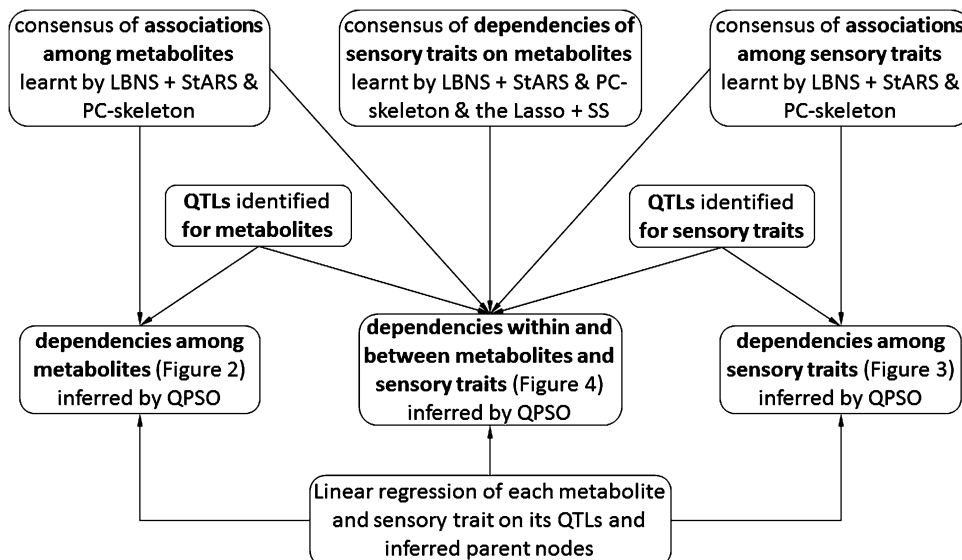 consensus of associations
among metabolites
learnt by LBNS + StARS &
PC-skeleton
consensus of dependencies of
sensory traits on metabolites
learnt by LBNS + StARS & PC-
skeleton & the Lasso + SS
consensus of associations
among sensory traits
learnt by LBNS + StARS &
PC-skeleton
QTLs identified
for metabolites
QTLs identified
for sensory traits
dependencies among
metabolites (Figure 2)
inferred by QPSO
dependencies within and
between metabolites and
sensory traits (Figure 4)
inferred by QPSO
dependencies among
sensory traits (Figure 3)
inferred by QPSO
Linear regression of each metabolite
and sensory trait on its QTLs and
inferred parent nodes